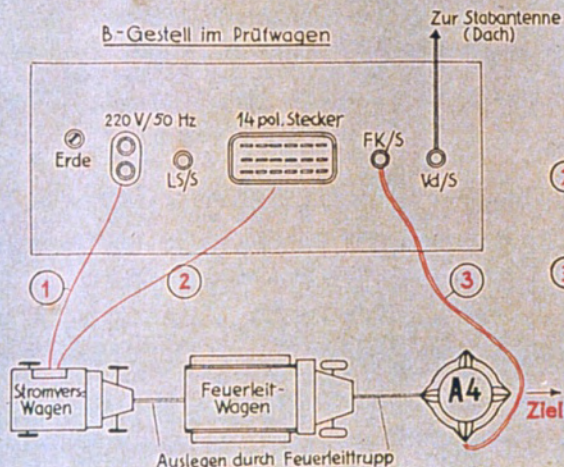 Zur Stabantenne
(Dach)
B-Gestell im Prüfwagen
220 V/50 Hz
14 pol. Stecker
FK/S
Erde
LS/S
Vd/S
1
2
3
Stromvers.
Wagen
Feuerleit-
Wagen
A4
Ziel
Auslegen durch Feuerleittrupp